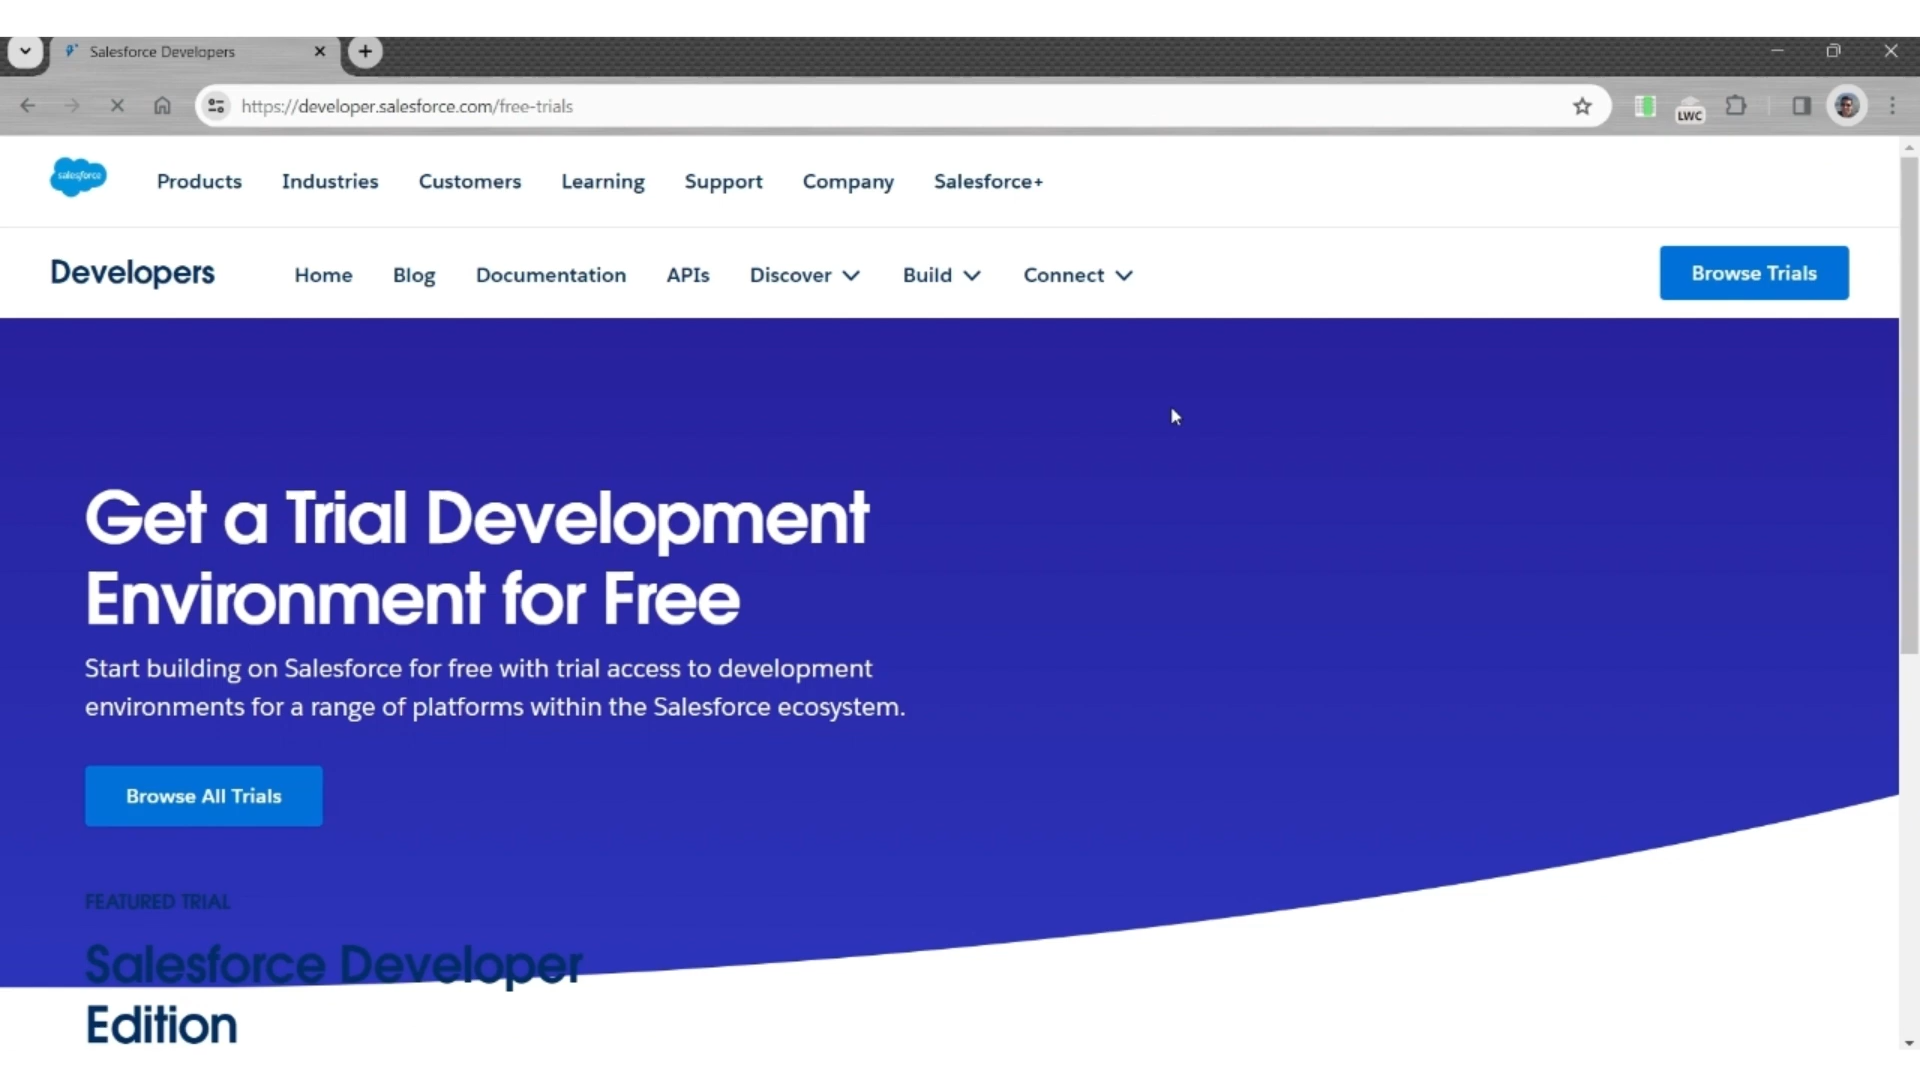 Salesforce Developers
https://developer.salesforce.com/free-trials
LWC
salesforce
Products
Industries
Customers
Learning
Support
Company
Salesforce+
Developers
Home
Blog
Documentation
APIs
Discover
Build
Connect
Browse Trials
Get a Trial Development
Environment for Free
Start building on Salesforce for free with trial access to development
environments for a range of platforms within the Salesforce ecosystem.
Browse All Trials
FEATURED TRIAL
Salesforce Developer
Edition